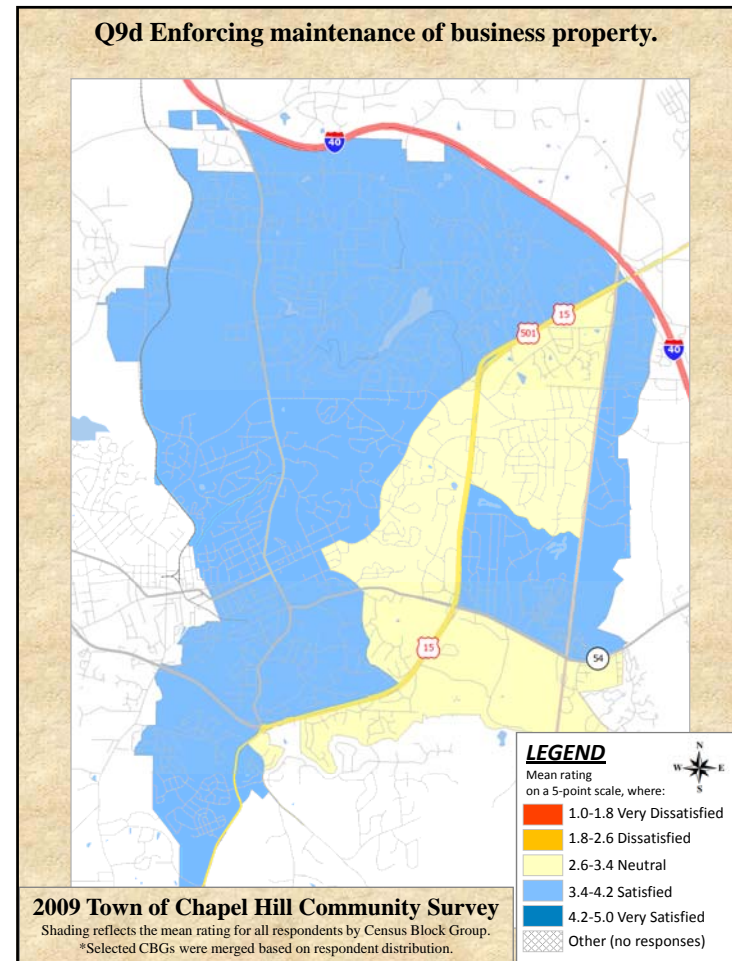 Q9d Enforcing maintenance of business property.
40
15
501
40
15
54
LEGEND
Mean rating
on a 5-point scale, where:
N
W E
S
1.0-1.8 Very Dissatisfied
1.8-2.6 Dissatisfied
2.6-3.4 Neutral
3.4-4.2 Satisfied
4.2-5.0 Very Satisfied
Other (no responses)
2009 Town of Chapel Hill Community Survey
Shading reflects the mean rating for all respondents by Census Block Group.
*Selected CBGs were merged based on respondent distribution.